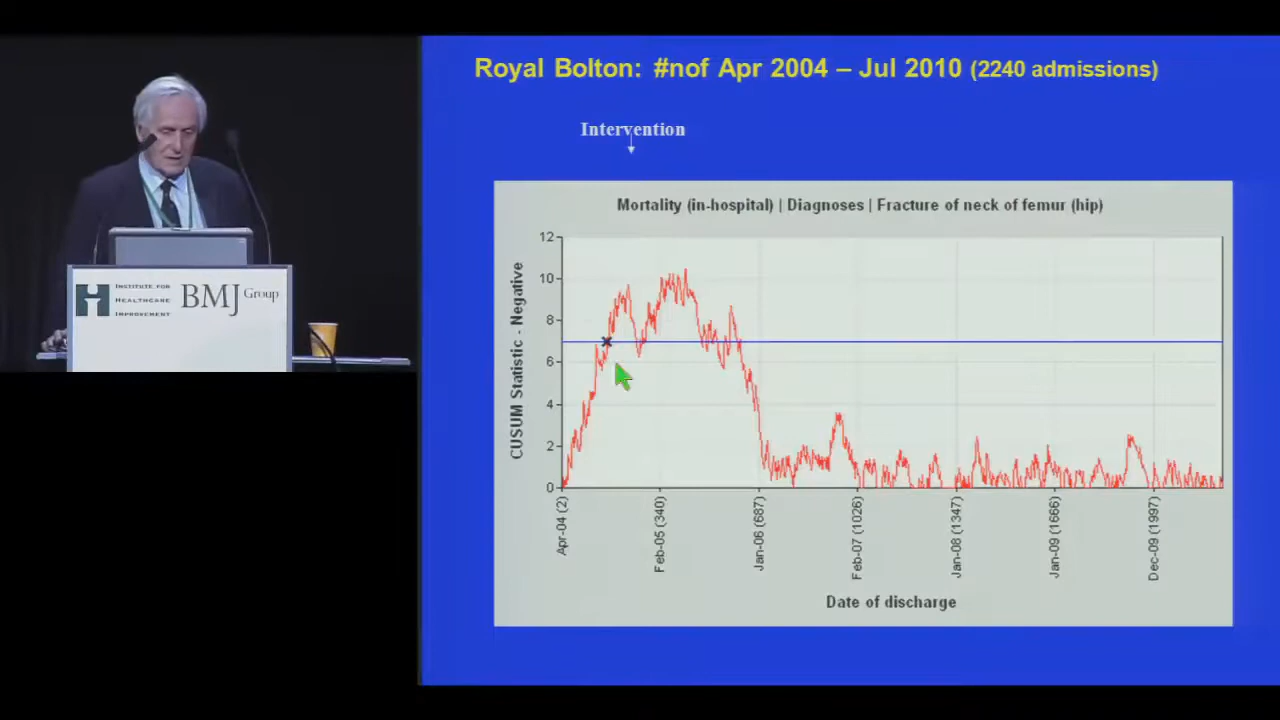 Royal Bolton: #nof Apr 2004 – Jul 2010 (2240 admissions)
Intervention
Mortality (in-hospital) | Diagnoses | Fracture of neck of femur (hip)
CUSUM Statistic - Negative
12
10
8
6
4
2
0
Apr-04 (2)
Feb-05 (340)
Jan-06 (687)
Feb-07 (1026)
Jan-08 (1347)
Jan-09 (1666)
Dec-09 (1997)
Date of discharge
INSTITUTE FOR
HEALTHCARE
IMPROVEMENT
BMJ Group